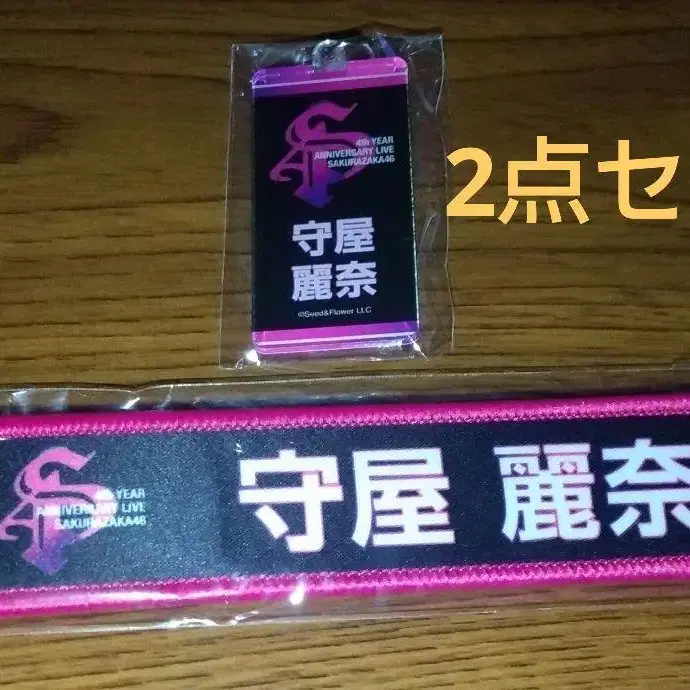 4th YEAR
ANNIVERSARY LIVE
SAKURAZAKA46
守屋
麗奈
©Seed&Flower LLC
2点セ
4th YEAR
ANNIVERSARY LIVE
SAKURAZAKA46
守屋 麗奈